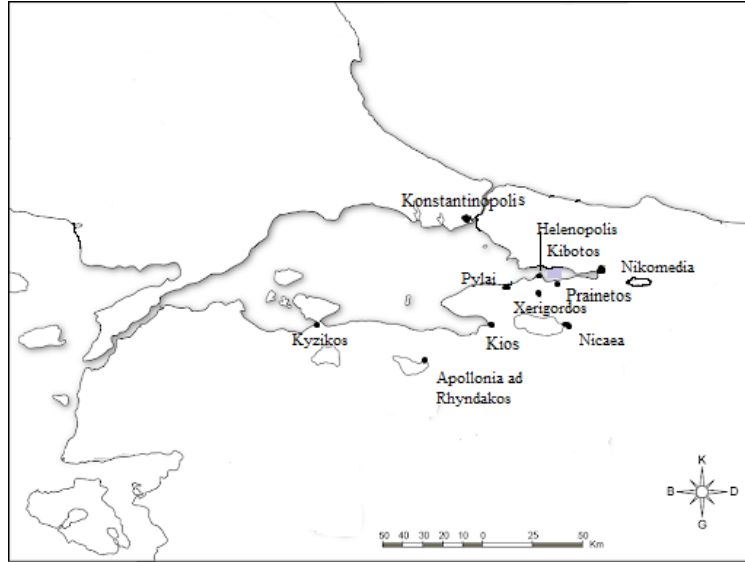 Konstantinopolis
Helenopolis
Kibotos
Nikomedia
Pylai
Prainetos
Xerigordos
Kyzikos
Kios
Nicaea
Apollonia ad
Rhyndakos
K
B D
G
50 40 30 20 10 0 25 50
Km